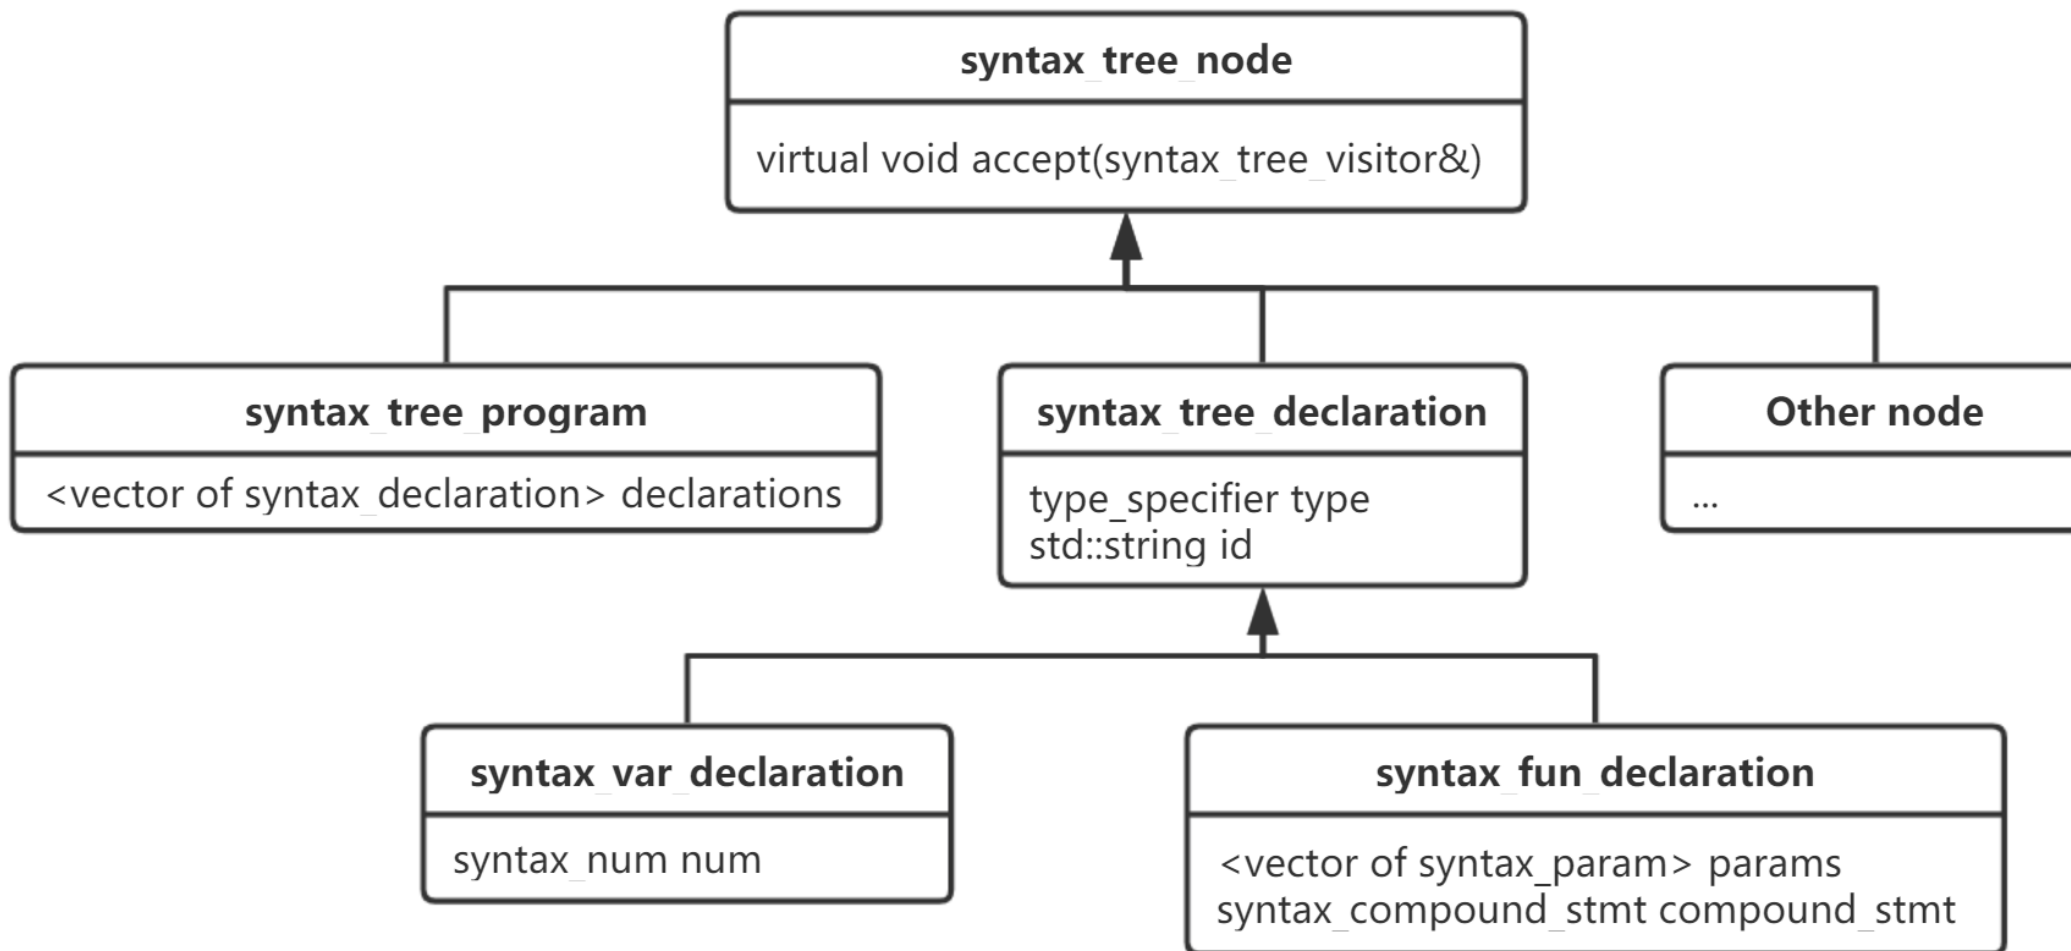 syntax_tree_node
virtual void accept(syntax_tree_visitor&)
syntax_tree_program
<vector of syntax_declaration> declarations
syntax_tree_declaration
type_specifier type
std::string id
Other node
...
syntax_var_declaration
syntax_num num
syntax_fun_declaration
<vector of syntax_param> params
syntax_compound_stmt compound_stmt